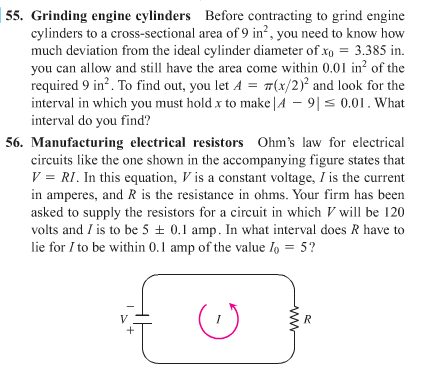 55. Grinding engine cylinders Before contracting to grind engine
cylinders to a cross-sectional area of 9 in², you need to know how
much deviation from the ideal cylinder diameter of x₀ = 3.385 in.
you can allow and still have the area come within 0.01 in² of the
required 9 in². To find out, you let A = π(x/2)² and look for the
interval in which you must hold x to make |A − 9| ≤ 0.01. What
interval do you find?
56. Manufacturing electrical resistors Ohm's law for electrical
circuits like the one shown in the accompanying figure states that
V = RI. In this equation, V is a constant voltage, I is the current
in amperes, and R is the resistance in ohms. Your firm has been
asked to supply the resistors for a circuit in which V will be 120
volts and I is to be 5 ± 0.1 amp. In what interval does R have to
lie for I to be within 0.1 amp of the value I₀ = 5?
−
V
+
I
R